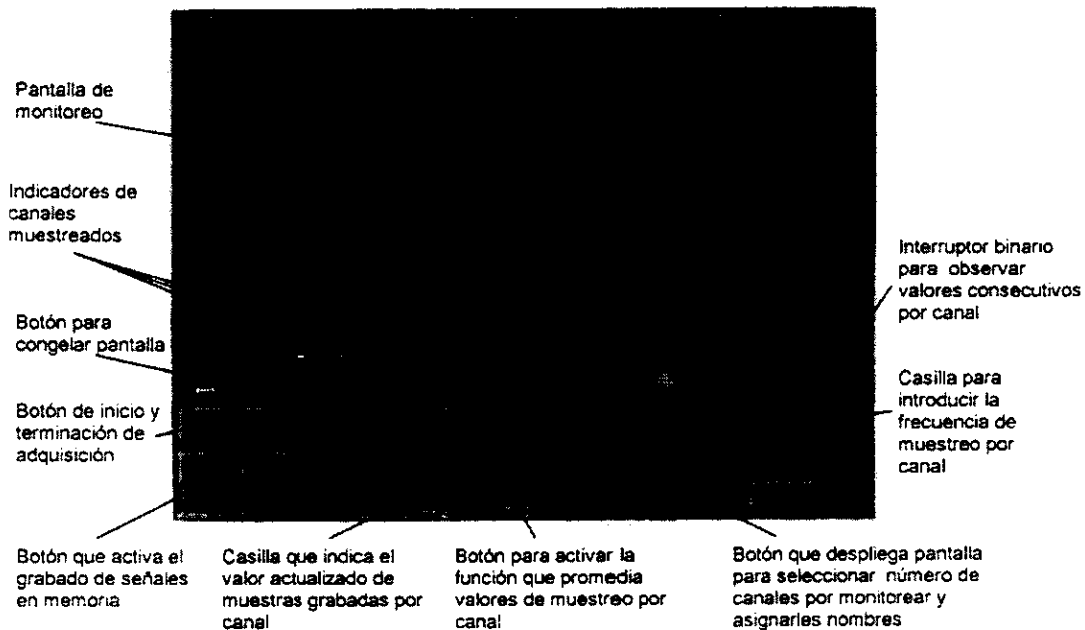 Pantalla de
monitoreo
Indicadores de
canales
muestreados
Botón para
congelar pantalla
Botón de inicio y
terminación de
adquisición
Botón que activa el
grabado de señales
en memoria
Casilla que indica el
valor actualizado de
muestras grabadas por
canal
Botón para activar la
función que promedia
valores de muestreo por
canal
Botón que despliega pantalla
para seleccionar número de
canales por monitorear y
asignarles nombres
Interruptor binario
para observar
valores consecutivos
por canal
Casilla para
introducir la
frecuencia de
muestreo por
canal